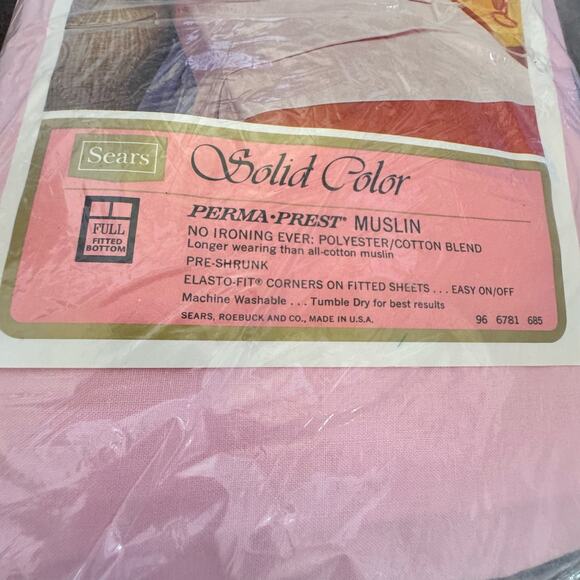 Sears
Solid Color
FULL
FITTED
BOTTOM
PERMA•PREST® MUSLIN
NO IRONING EVER: POLYESTER/COTTON BLEND
Longer wearing than all-cotton muslin
PRE-SHRUNK
ELASTO-FIT® CORNERS ON FITTED SHEETS . . . EASY ON/OFF
Machine Washable . . . Tumble Dry for best results
SEARS, ROEBUCK AND CO., MADE IN U.S.A. 96 6781 685